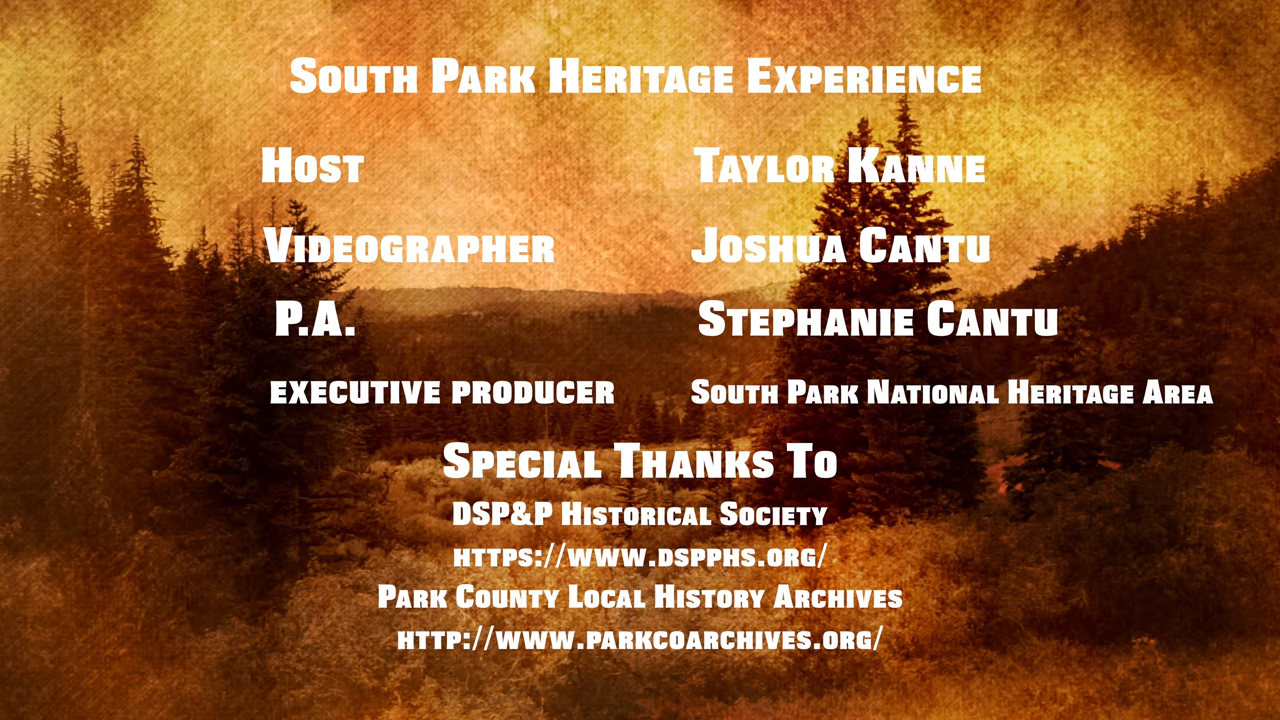 South Park Heritage Experience
Host Taylor Kanne
Videographer Joshua Cantu
P.A. Stephanie Cantu
executive producer South Park National Heritage Area
Special Thanks To
DSP&P Historical Society
https://www.dspphs.org/
Park County Local History Archives
http://www.parkcoarchives.org/